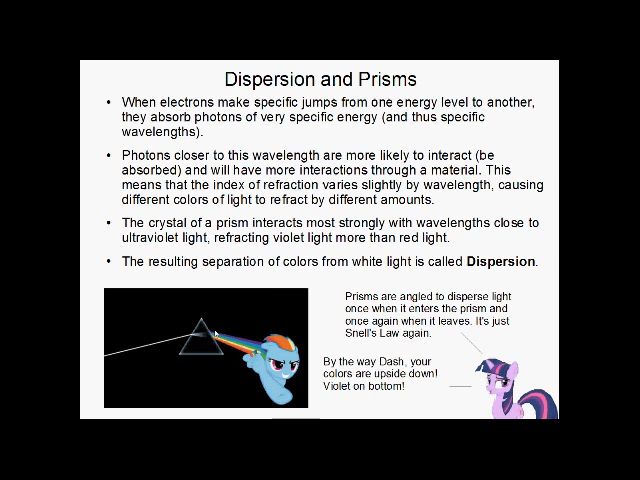 Dispersion and Prisms
• When electrons make specific jumps from one energy level to another,
they absorb photons of very specific energy (and thus specific
wavelengths).
• Photons closer to this wavelength are more likely to interact (be
absorbed) and will have more interactions through a material. This
means that the index of refraction varies slightly by wavelength, causing
different colors of light to refract by different amounts.
• The crystal of a prism interacts most strongly with wavelengths close to
ultraviolet light, refracting violet light more than red light.
• The resulting separation of colors from white light is called Dispersion.
Prisms are angled to disperse light
once when it enters the prism and
once again when it leaves. It's just
Snell's Law again.
By the way Dash, your
colors are upside down!
Violet on bottom!